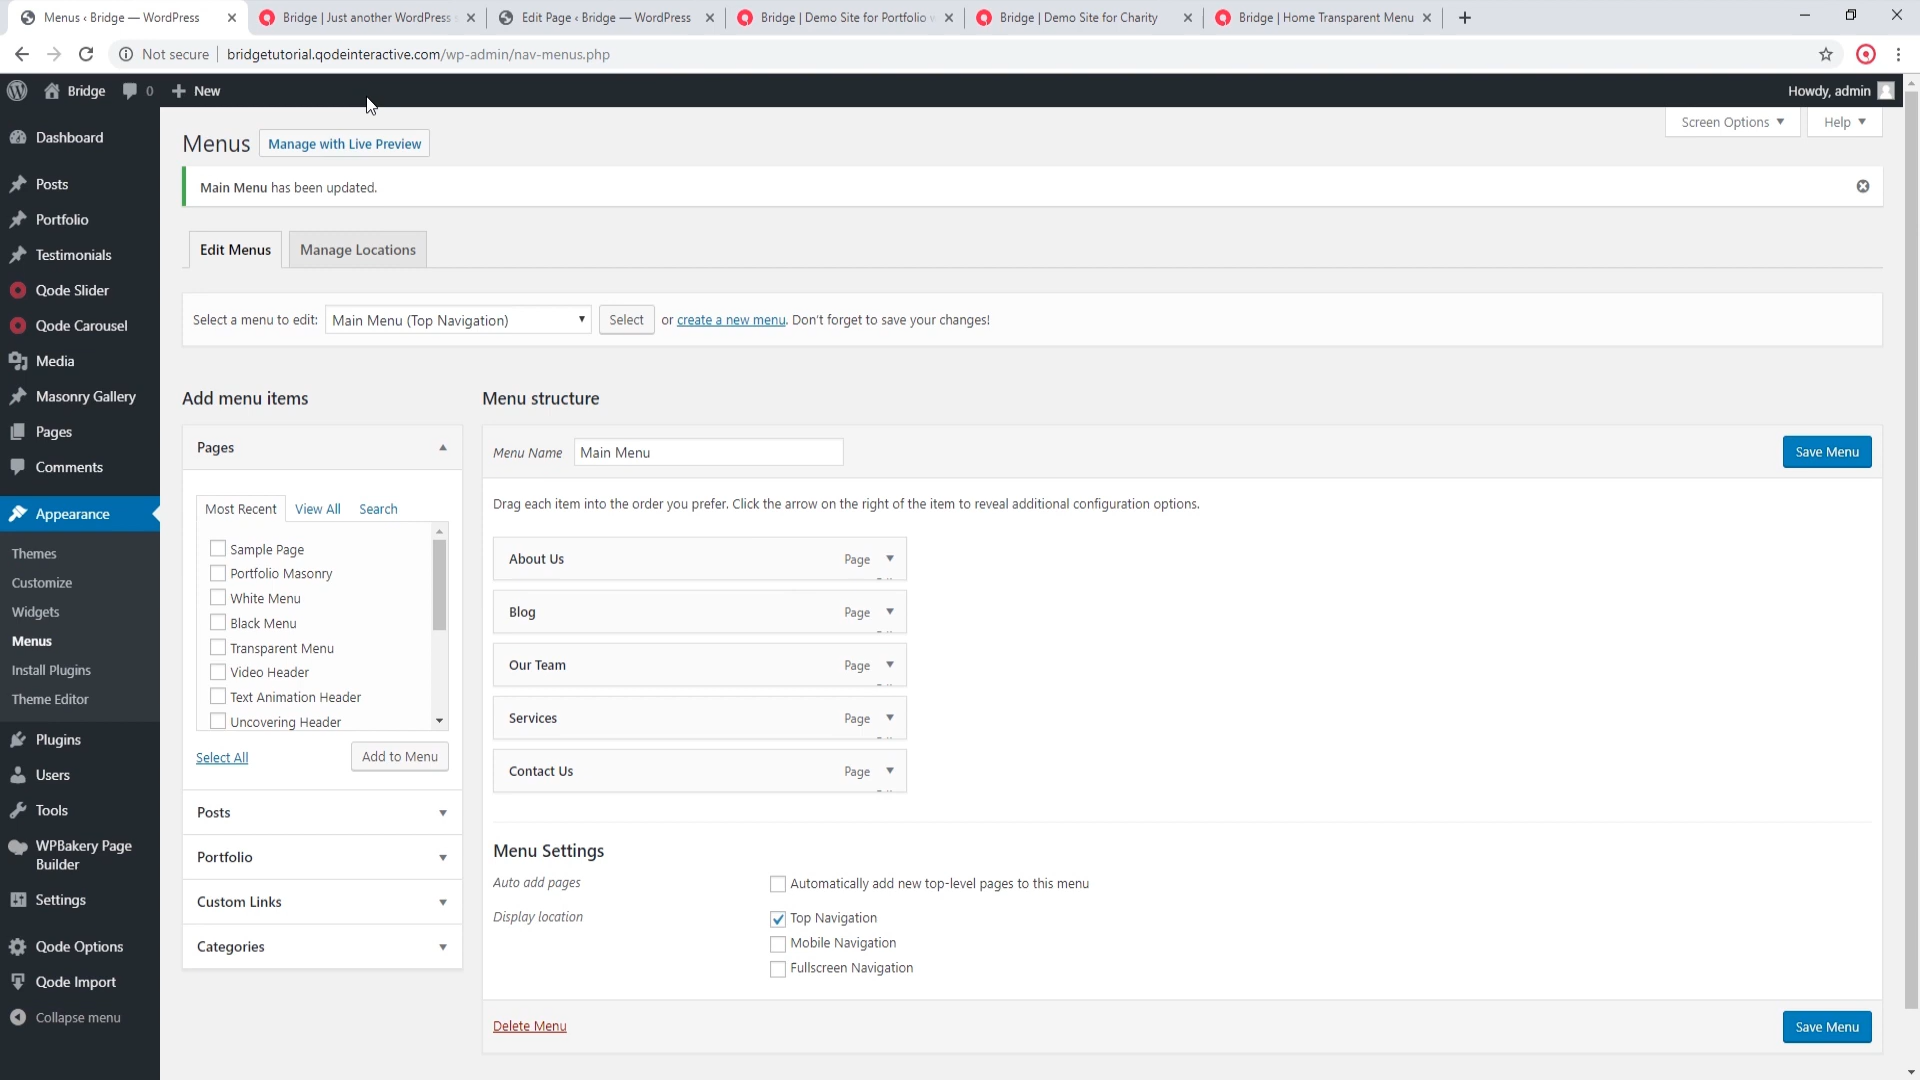 Menus ‹ Bridge — WordPress
Bridge | Just another WordPress
Edit Page ‹ Bridge — WordPress
Bridge | Demo Site for Portfolio
Bridge | Demo Site for Charity
Bridge | Home Transparent Menu
Not secure
bridgetutorial.qodeinteractive.com/wp-admin/nav-menus.php
Bridge
0
New
Howdy, admin
Dashboard
Posts
Portfolio
Testimonials
Qode Slider
Qode Carousel
Media
Masonry Gallery
Pages
Comments
Appearance
Themes
Customize
Widgets
Menus
Install Plugins
Theme Editor
Plugins
Users
Tools
WPBakery Page
Builder
Settings
Qode Options
Qode Import
Collapse menu
Screen Options
Help
Menus
Manage with Live Preview
Main Menu has been updated.
Edit Menus
Manage Locations
Select a menu to edit:
Main Menu (Top Navigation)
Select
or create a new menu. Don't forget to save your changes!
Add menu items
Pages
Most Recent
View All
Search
Sample Page
Portfolio Masonry
White Menu
Black Menu
Transparent Menu
Video Header
Text Animation Header
Uncovering Header
Select All
Add to Menu
Posts
Portfolio
Custom Links
Categories
Menu structure
Menu Name
Main Menu
Save Menu
Drag each item into the order you prefer. Click the arrow on the right of the item to reveal additional configuration options.
About Us
Page
Blog
Page
Our Team
Page
Services
Page
Contact Us
Page
Menu Settings
Auto add pages
Automatically add new top-level pages to this menu
Display location
Top Navigation
Mobile Navigation
Fullscreen Navigation
Delete Menu
Save Menu